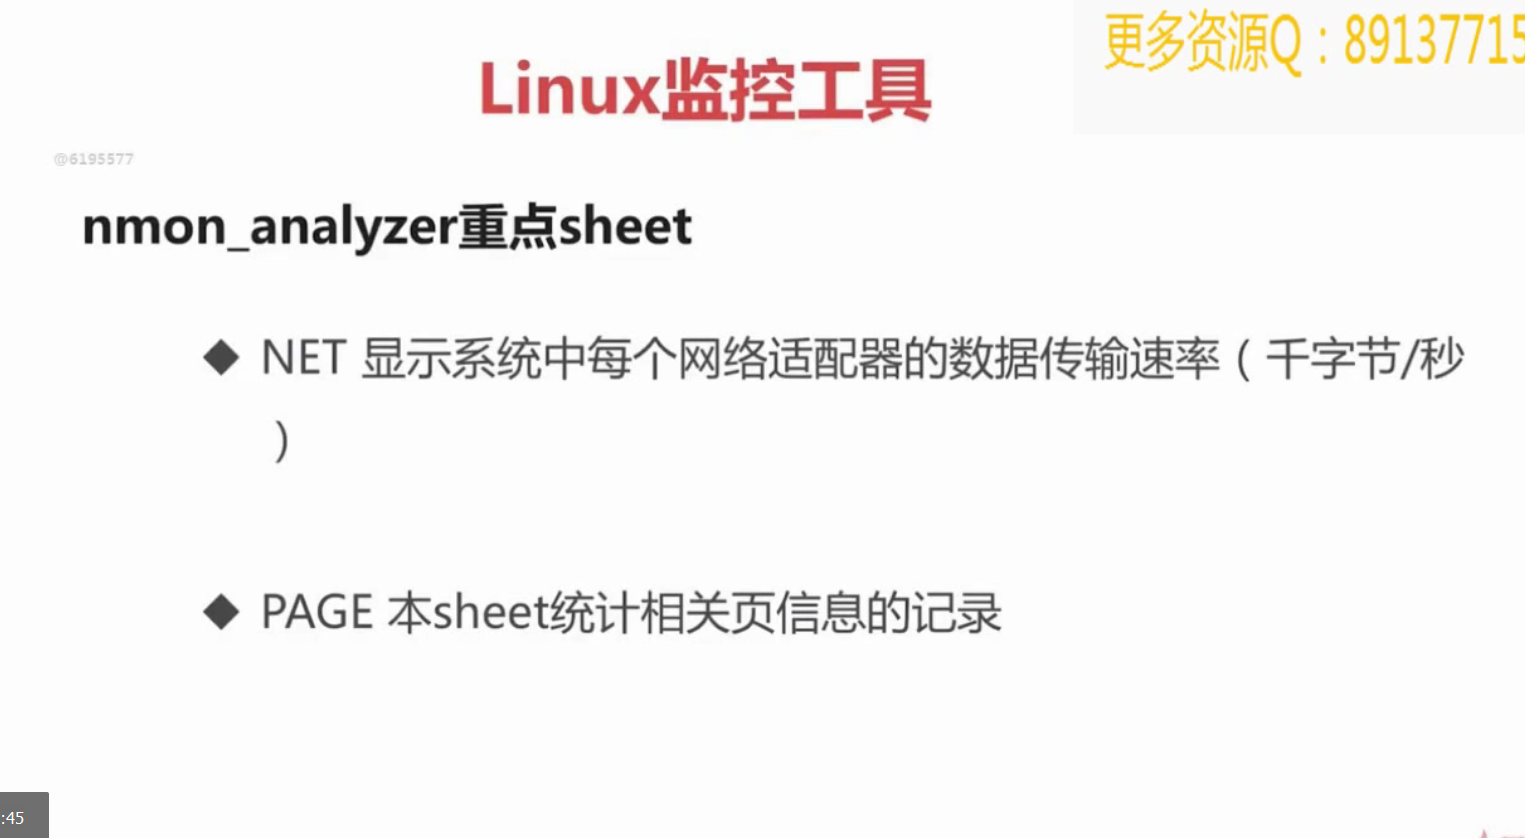 更多资源Q：89137715
Linux监控工具
@6195577
nmon_analyzer重点sheet
◆ NET 显示系统中每个网络适配器的数据传输速率（千字节/秒
）
◆ PAGE 本sheet统计相关页信息的记录
:45